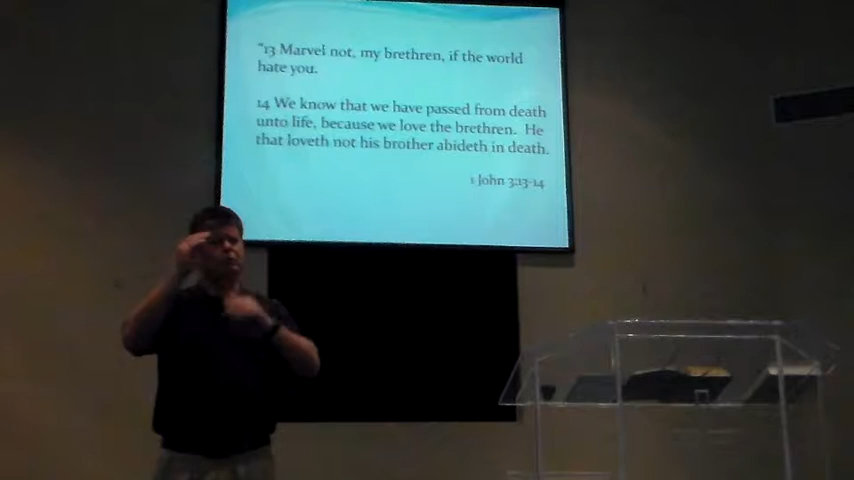 "13 Marvel not, my brethren, if the world
hate you.
14 We know that we have passed from death
unto life, because we love the brethren. He
that loveth not his brother abideth in death.
1 John 3:13-14